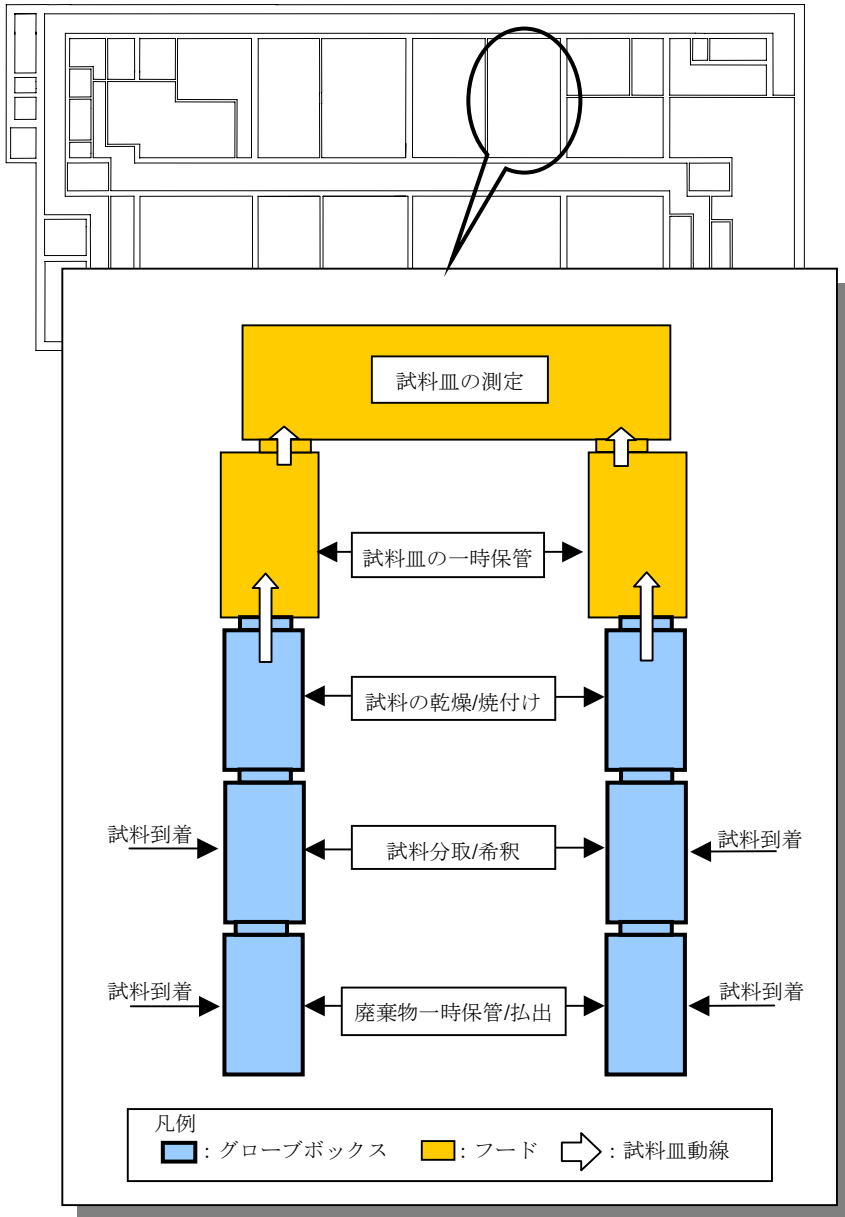 試料皿の測定
試料皿の一時保管
試料の乾燥/焼付け
試料到着
試料分取/希釈
試料到着
試料到着
廃棄物一時保管/払出
試料到着
凡例
：グローブボックス ：フード ：試料皿動線